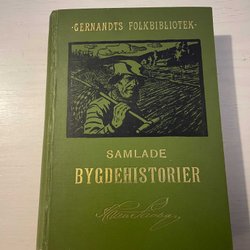 ·GERNANDTS FOLKBIBLIOTEK·
SAMLADE
BYGDEHISTORIER